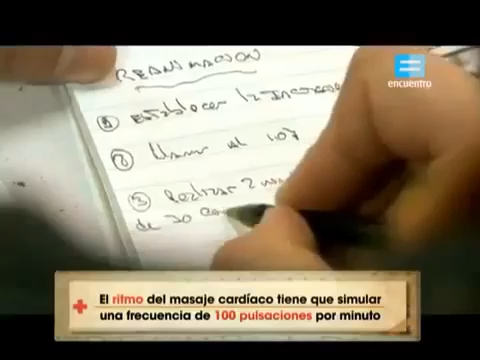 encuentro
REANIMACION
① Establecer la
② Llamar al 107
③ Realizar 2
de 30
El ritmo del masaje cardíaco tiene que simular
una frecuencia de 100 pulsaciones por minuto